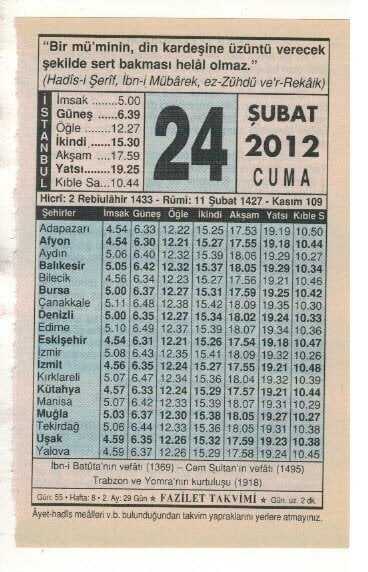 “Bir mü’minin, din kardeşine üzüntü verecek
şekilde sert bakması helâl olmaz.”
(Hadîs-i Şerîf, İbn-i Mübârek, ez-Zühdü ve'r-Rekâik)
İSTANBUL
İmsak ......5.00
Güneş ......6.39
Öğle ......12.27
İkindi ......15.30
Akşam ....17.59
Yatsı.......19.25
Kıble Sa...10.44
24
ŞUBAT
2012
CUMA
Hicrî: 2 Rebiulâhir 1433 - Rûmî: 11 Şubat 1427 - Kasım 109
Şehirler İmsak Güneş Öğle İkindi Akşam Yatsı Kıble S
Adapazarı 4.54 6.33 12.22 15.25 17.53 19.19 10.50
Afyon 4.54 6.30 12.21 15.27 17.55 19.18 10.44
Aydın 5.06 6.40 12.32 15.39 18.06 19.29 10.27
Balıkesir 5.05 6.42 12.32 15.37 18.05 19.29 10.34
Bilecik 4.56 6.34 12.23 15.27 17.56 19.21 10.46
Bursa 5.00 6.37 12.27 15.31 17.59 19.25 10.42
Çanakkale 5.11 6.48 12.38 15.42 18.09 19.35 10.30
Denizli 5.00 6.35 12.27 15.34 18.02 19.24 10.33
Edirne 5.10 6.49 12.37 15.39 18.07 19.34 10.36
Eskişehir 4.54 6.31 12.21 15.26 17.54 19.18 10.47
İzmir 5.08 6.43 12.35 15.41 18.09 19.32 10.26
İzmit 4.56 6.35 12.24 15.27 17.55 19.21 10.48
Kırklareli 5.07 6.47 12.34 15.36 18.04 19.32 10.39
Kütahya 4.57 6.33 12.24 15.29 17.57 19.21 10.44
Manisa 5.07 6.42 12.33 15.39 18.07 19.31 10.29
Muğla 5.03 6.37 12.30 15.38 18.05 19.27 10.27
Tekirdağ 5.06 6.44 12.33 15.36 18.05 19.31 10.38
Uşak 4.59 6.35 12.26 15.32 17.59 19.23 10.38
Yalova 4.59 6.37 12.26 15.29 17.58 19.24 10.45
İbn-i Batûta'nın vefâtı (1369) – Cem Sultan'ın vefâtı (1495)
Trabzon ve Yomra'nın kurtuluşu (1918)
Gün: 55 • Hafta: 8 • 2. Ay: 29 Gün ★ FAZİLET TAKVİMİ ★ Gün. uz. 2 dk.
Âyet-hadîs meâlleri v.b. bulunduğundan takvim yapraklarını yerlere atmayınız.